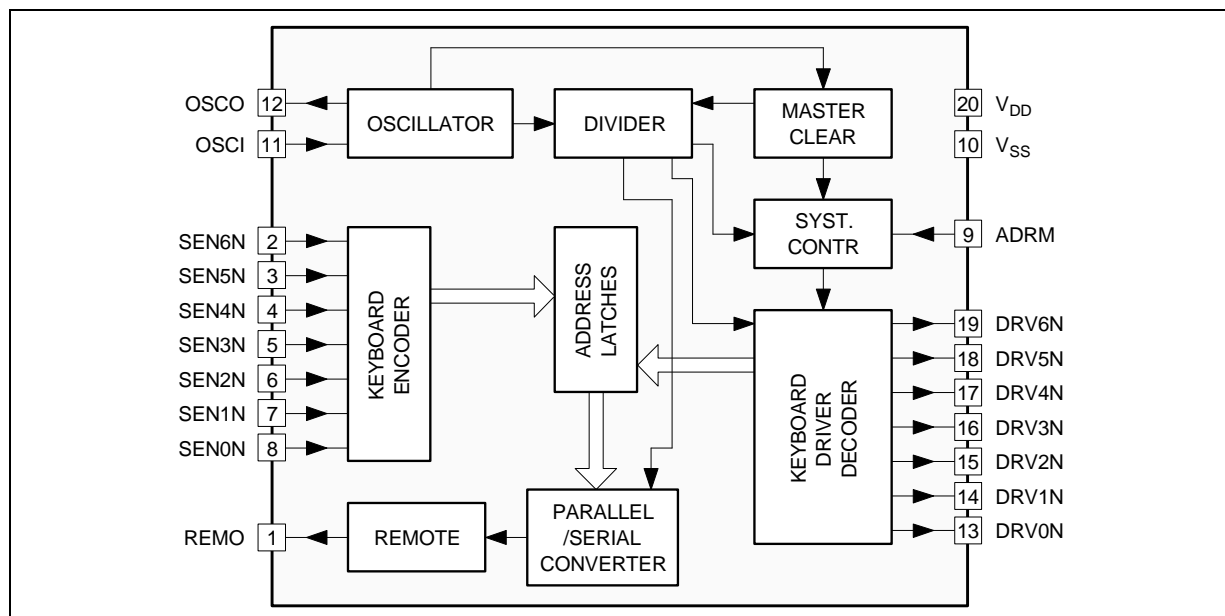 OSCO 12
OSCI 11
OSCILLATOR
DIVIDER
MASTER
CLEAR
20 VDD
10 VSS
SYST.
CONTR
9 ADRM
SEN6N 2
SEN5N 3
SEN4N 4
SEN3N 5
SEN2N 6
SEN1N 7
SEN0N 8
KEYBOARD
ENCODER
ADDRESS
LATCHES
KEYBOARD
DRIVER
DECODER
19 DRV6N
18 DRV5N
17 DRV4N
16 DRV3N
15 DRV2N
14 DRV1N
13 DRV0N
REMO 1
REMOTE
PARALLEL
/SERIAL
CONVERTER